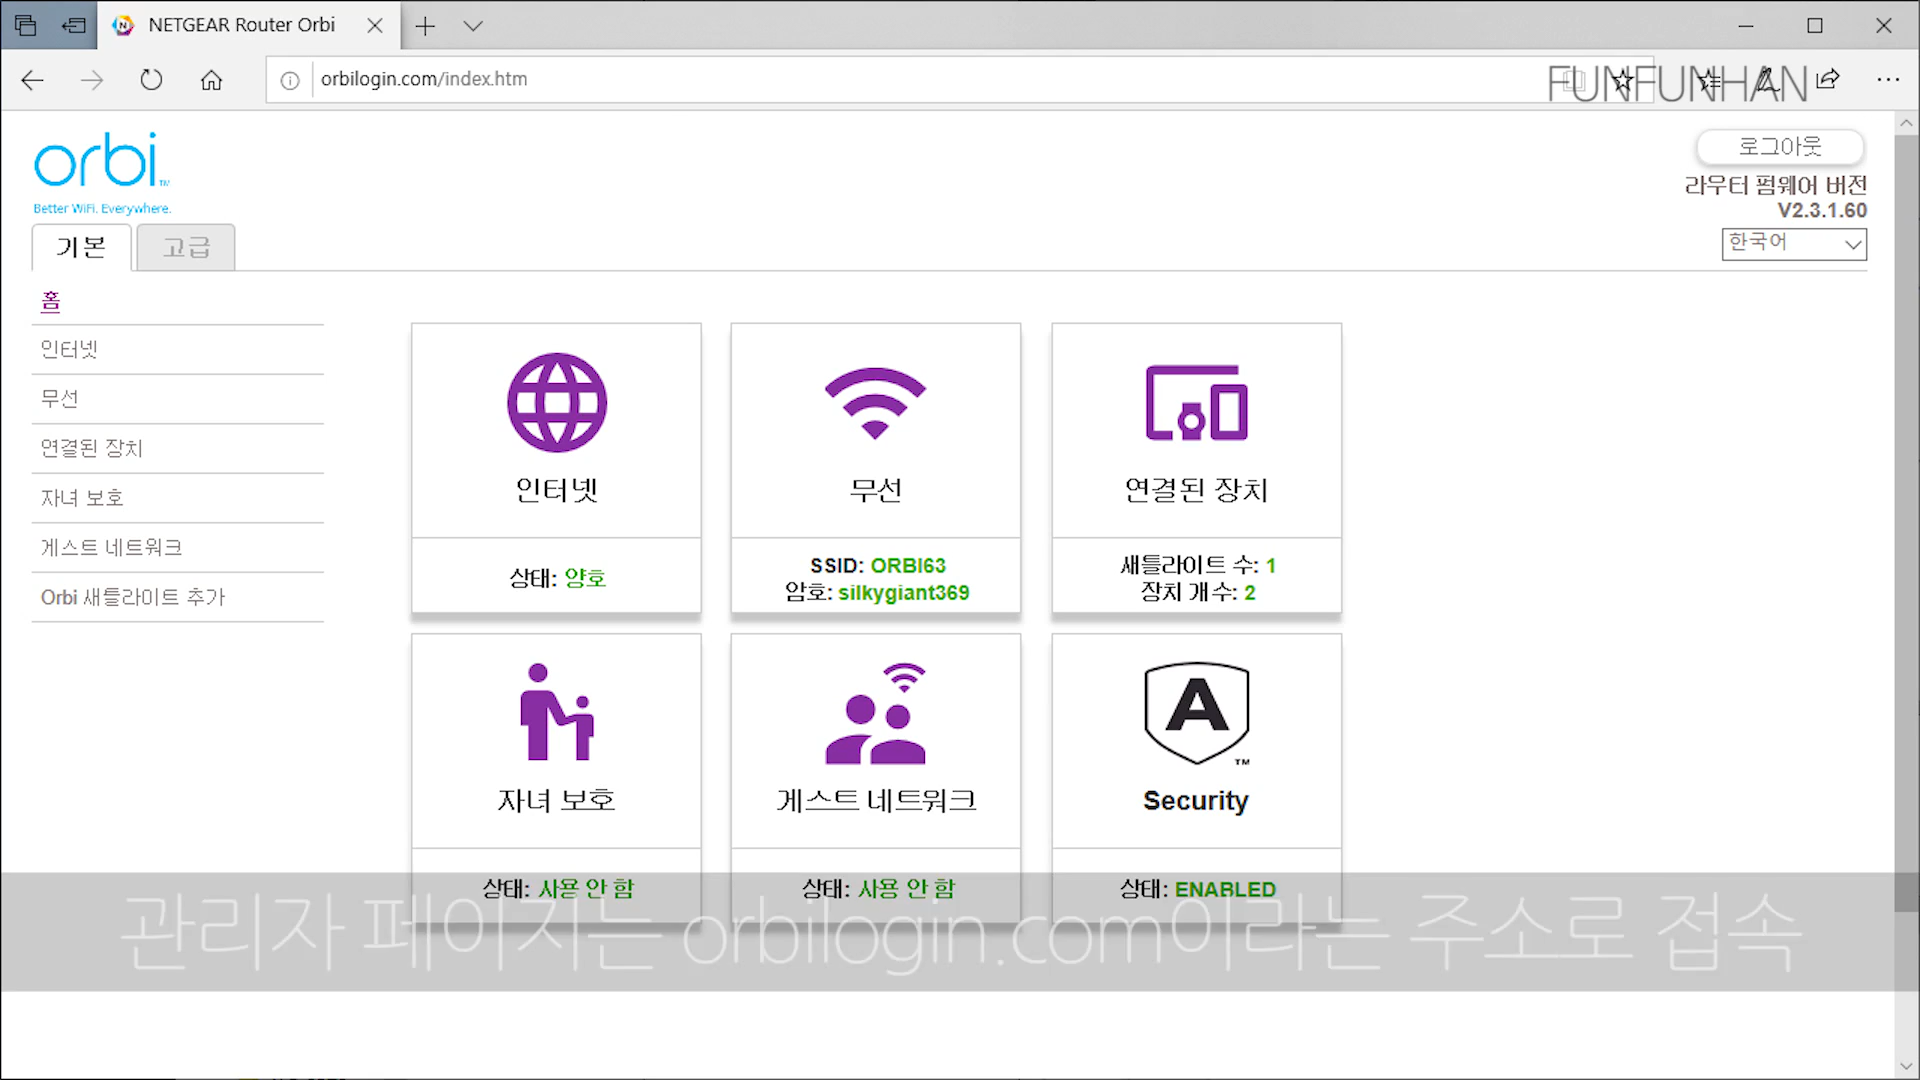 NETGEAR Router Orbi
orbilogin.com/index.htm
FUNFUNHAN
orbi™
Better WiFi. Everywhere.
로그아웃
라우터 펌웨어 버전
V2.3.1.60
한국어
기본
고급
홈
인터넷
무선
연결된 장치
자녀 보호
게스트 네트워크
Orbi 새틀라이트 추가
인터넷
상태: 양호
무선
SSID: ORBI63
암호: silkygiant369
연결된 장치
새틀라이트 수: 1
장치 개수: 2
자녀 보호
상태: 사용 안 함
게스트 네트워크
상태: 사용 안 함
A ™
Security
상태: ENABLED
관리자 페이지는 orbilogin.com이라는 주소로 접속